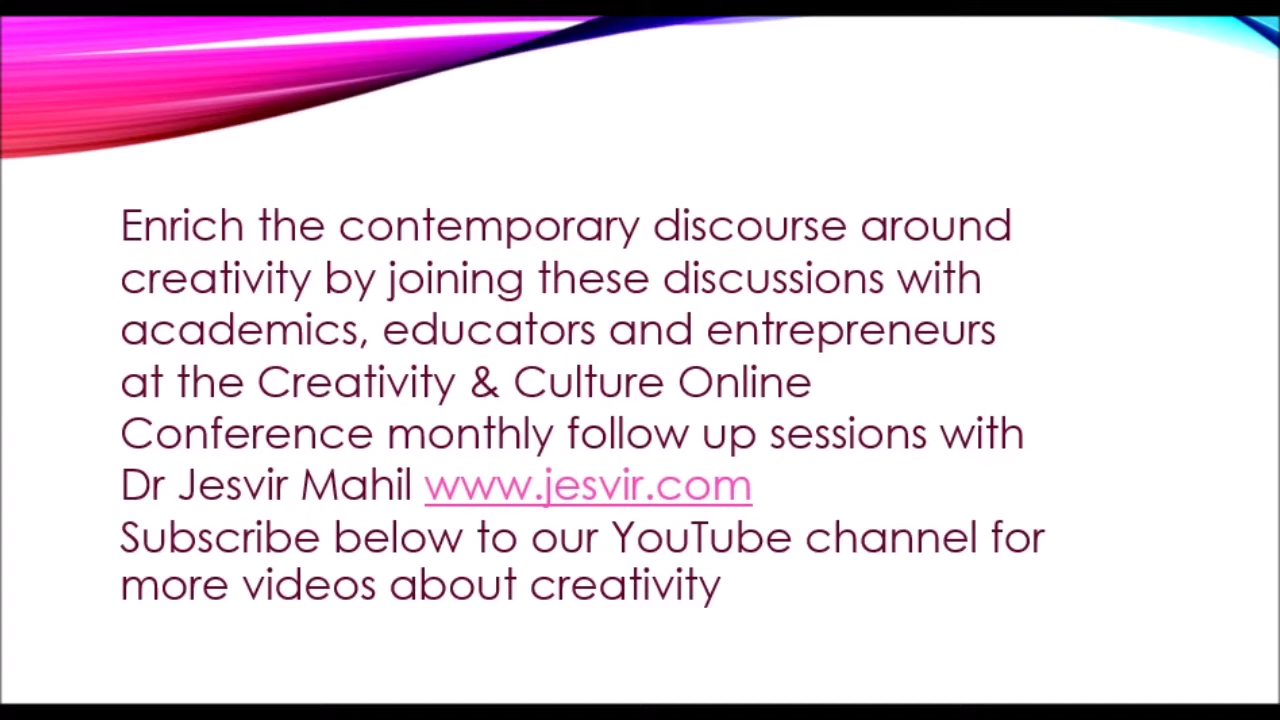 Enrich the contemporary discourse around
creativity by joining these discussions with
academics, educators and entrepreneurs
at the Creativity & Culture Online
Conference monthly follow up sessions with
Dr Jesvir Mahil www.jesvir.com
Subscribe below to our YouTube channel for
more videos about creativity